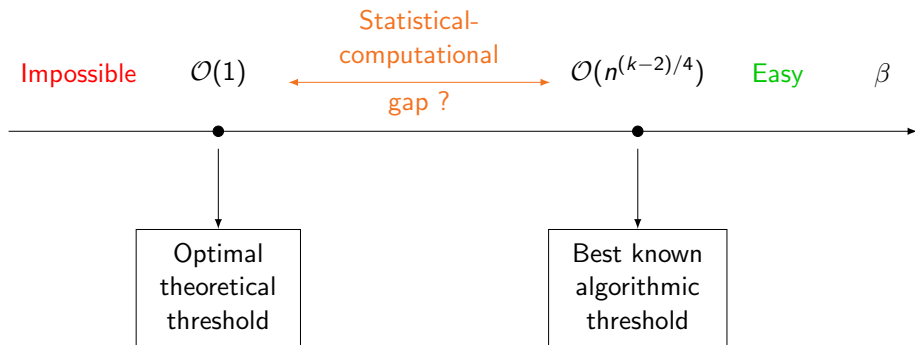 Statistical-
computational
Impossible O(1) O(n^{(k−2)/4}) Easy β
gap ?
Optimal
theoretical
threshold
Best known
algorithmic
threshold